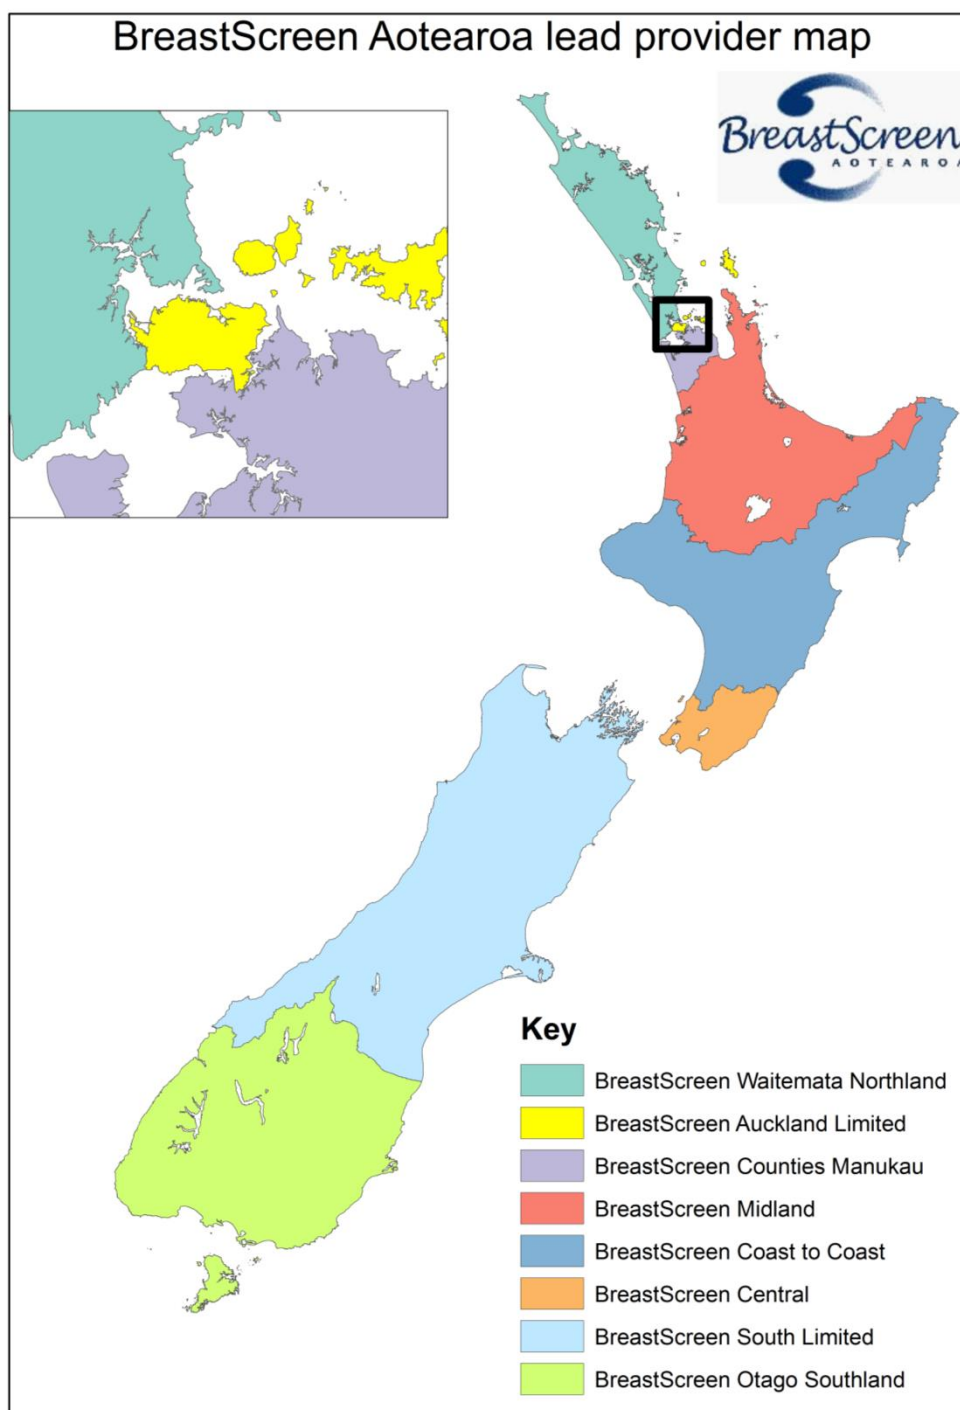 BreastScreen Aotearoa lead provider map
BreastScreen
AOTEAROA
Key
BreastScreen Waitemata Northland
BreastScreen Auckland Limited
BreastScreen Counties Manukau
BreastScreen Midland
BreastScreen Coast to Coast
BreastScreen Central
BreastScreen South Limited
BreastScreen Otago Southland